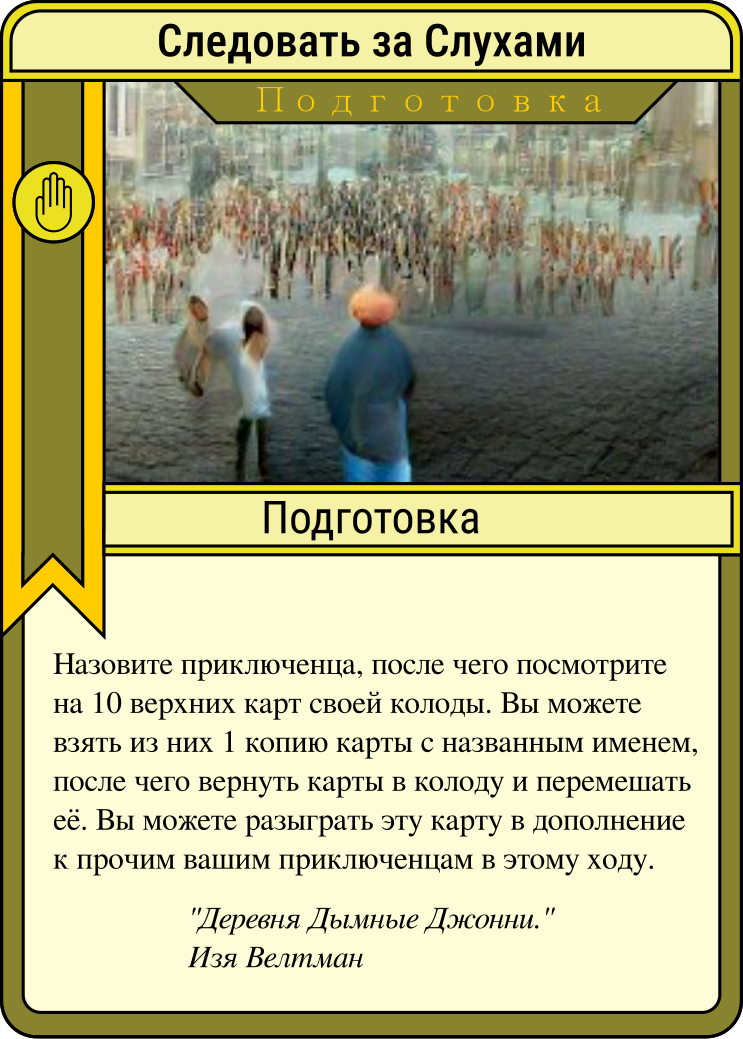 Следовать за Слухами
Подготовка
Подготовка
Назовите приключенца, после чего посмотрите
на 10 верхних карт своей колоды. Вы можете
взять из них 1 копию карты с названным именем,
после чего вернуть карты в колоду и перемешать
её. Вы можете разыграть эту карту в дополнение
к прочим вашим приключенцам в этому ходу.
"Деревня Дымные Джонни."
Изя Велтман